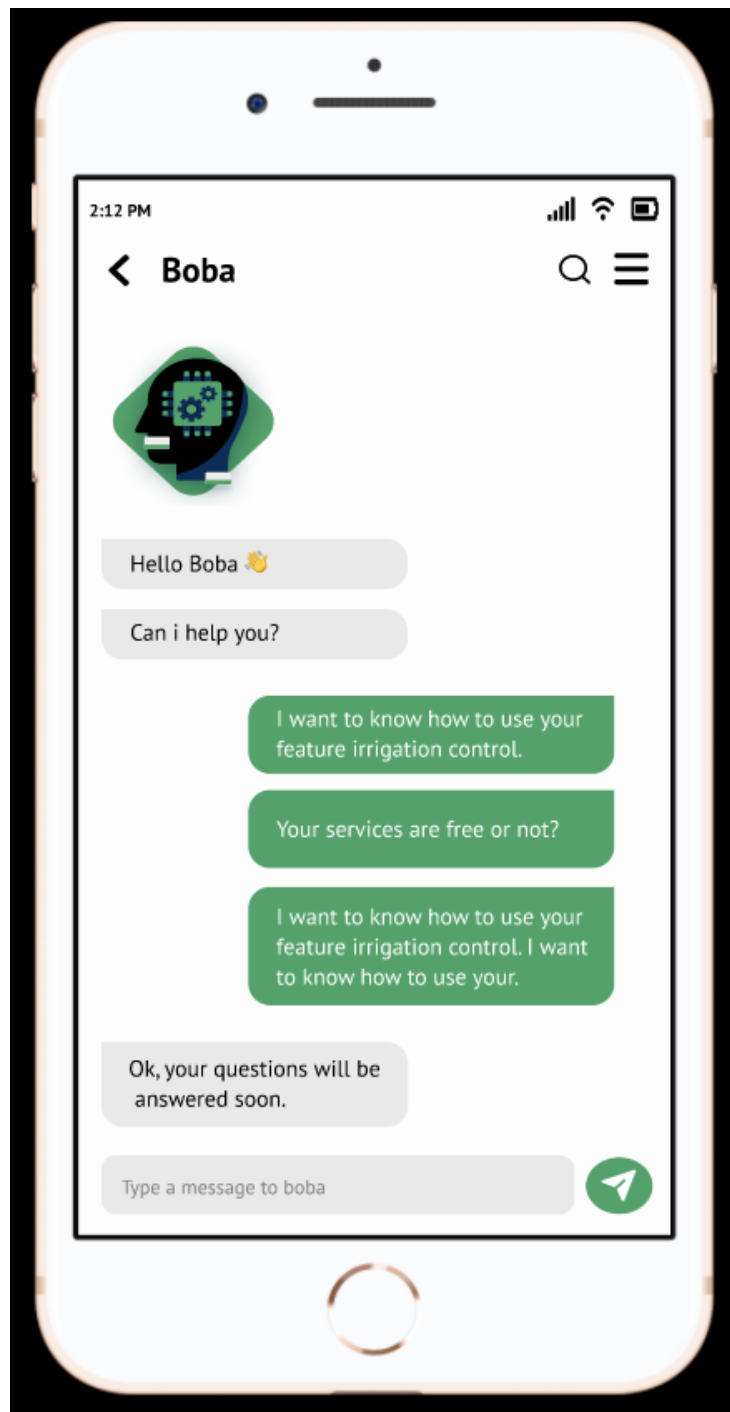 2:12 PM
Boba
Hello Boba 👋
Can i help you?
I want to know how to use your
feature irrigation control.
Your services are free or not?
I want to know how to use your
feature irrigation control. I want
to know how to use your.
Ok, your questions will be
answered soon.
Type a message to boba